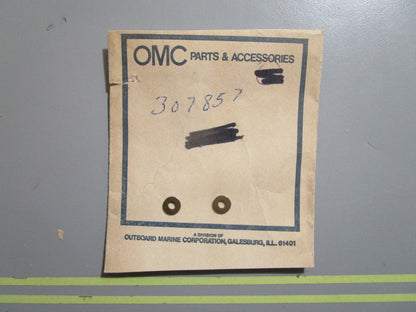 OMC PARTS & ACCESSORIES
307857
A DIVISION OF
OUTBOARD MARINE CORPORATION, GALESBURG, ILL. 61401